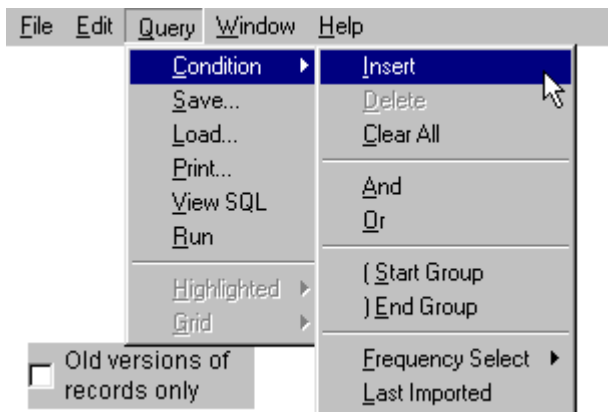 File Edit Query Window Help
Condition
Save...
Load...
Print...
View SQL
Run
Highlighted
Grid
Insert
Delete
Clear All
And
Or
( Start Group
) End Group
Frequency Select
Last Imported
Old versions of
records only